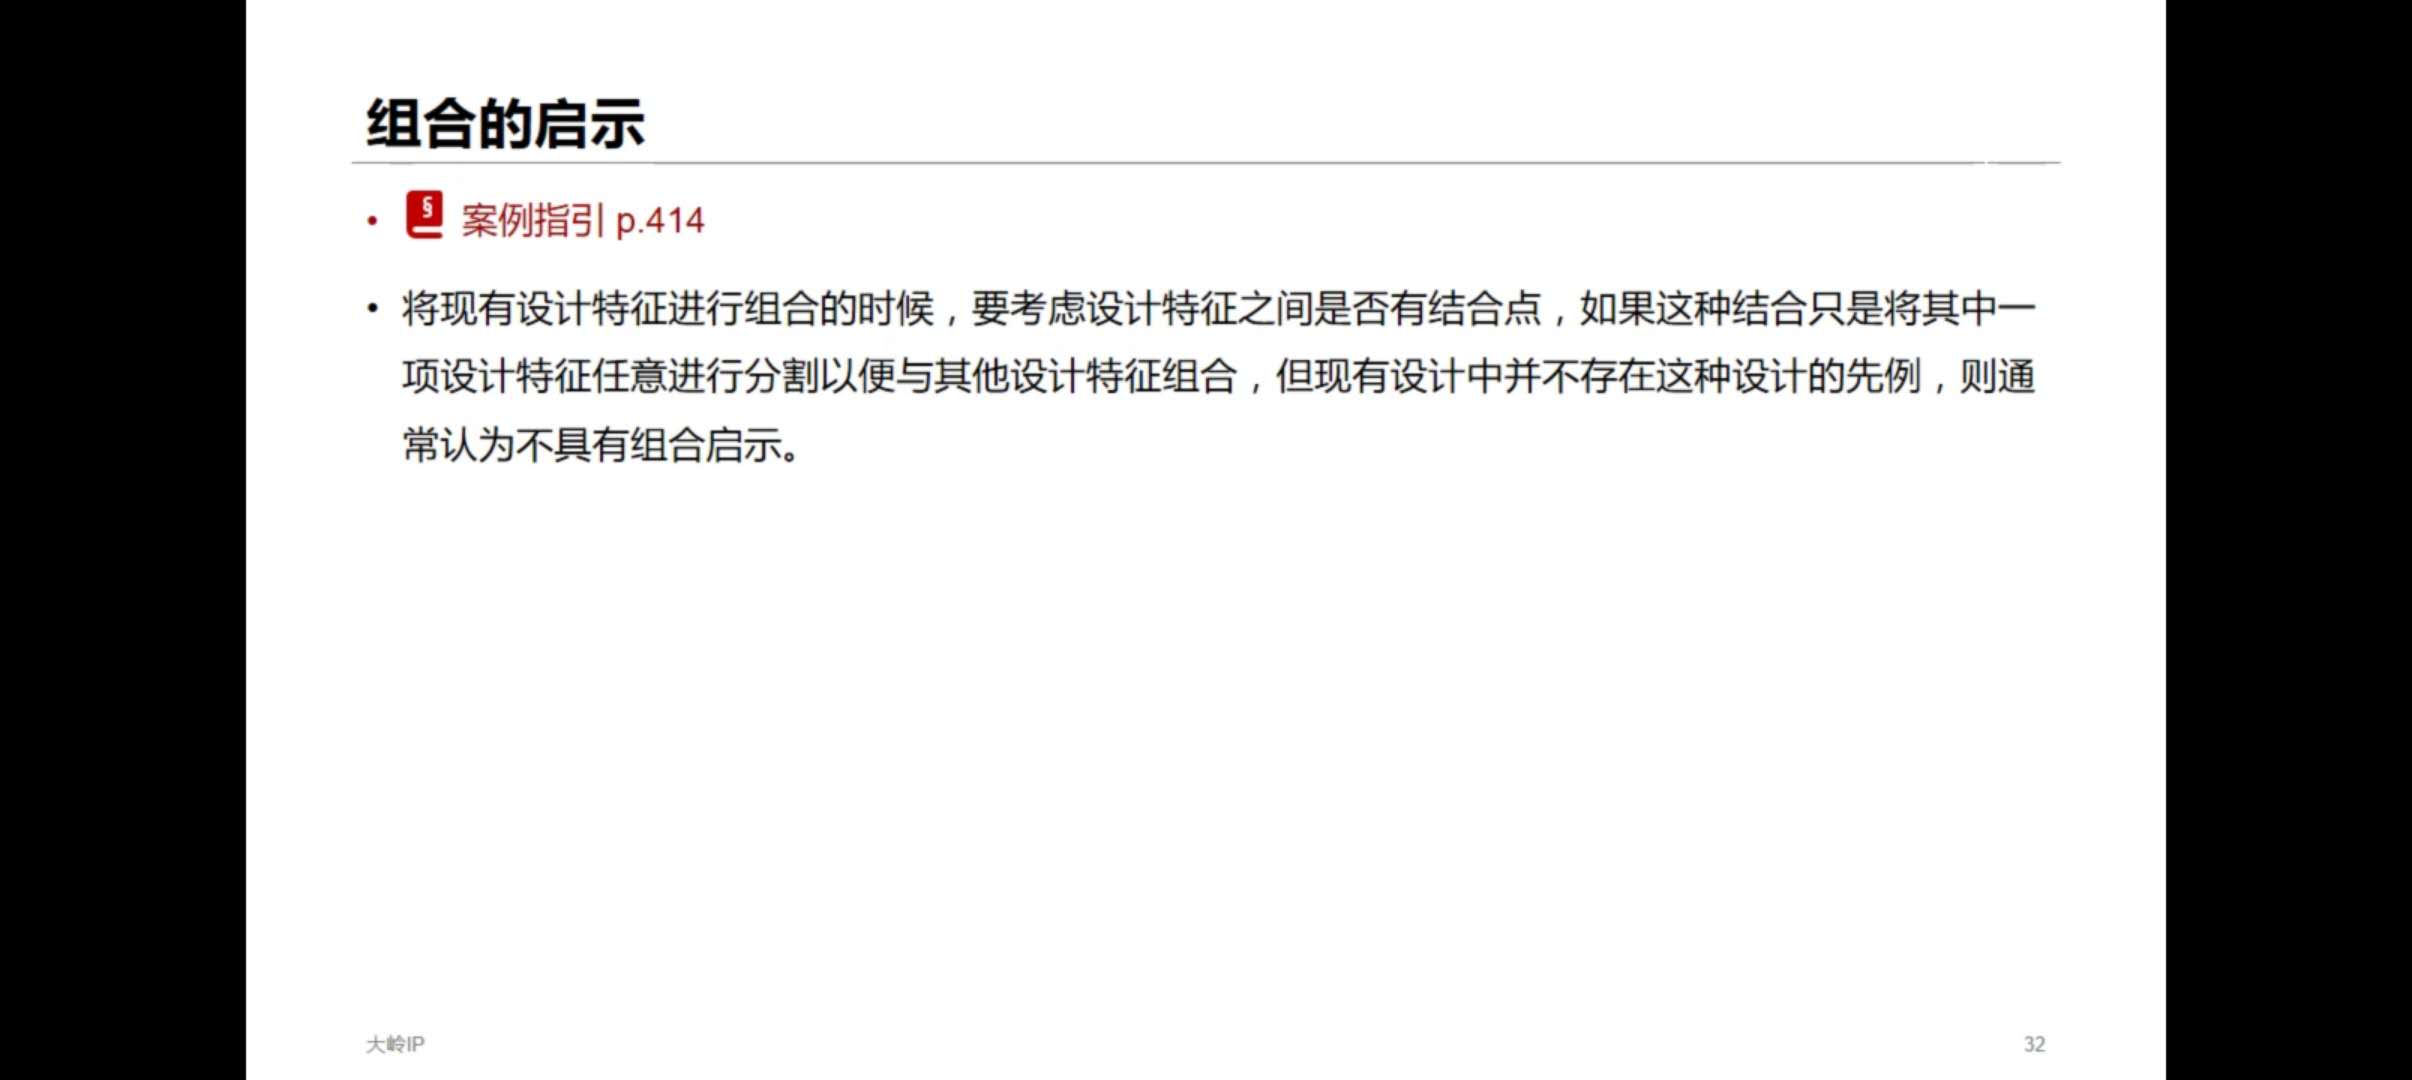 组合的启示
• § 案例指引 p.414
• 将现有设计特征进行组合的时候，要考虑设计特征之间是否有结合点，如果这种结合只是将其中一
项设计特征任意进行分割以便与其他设计特征组合，但现有设计中并不存在这种设计的先例，则通
常认为不具有组合启示。
大岭IP
32